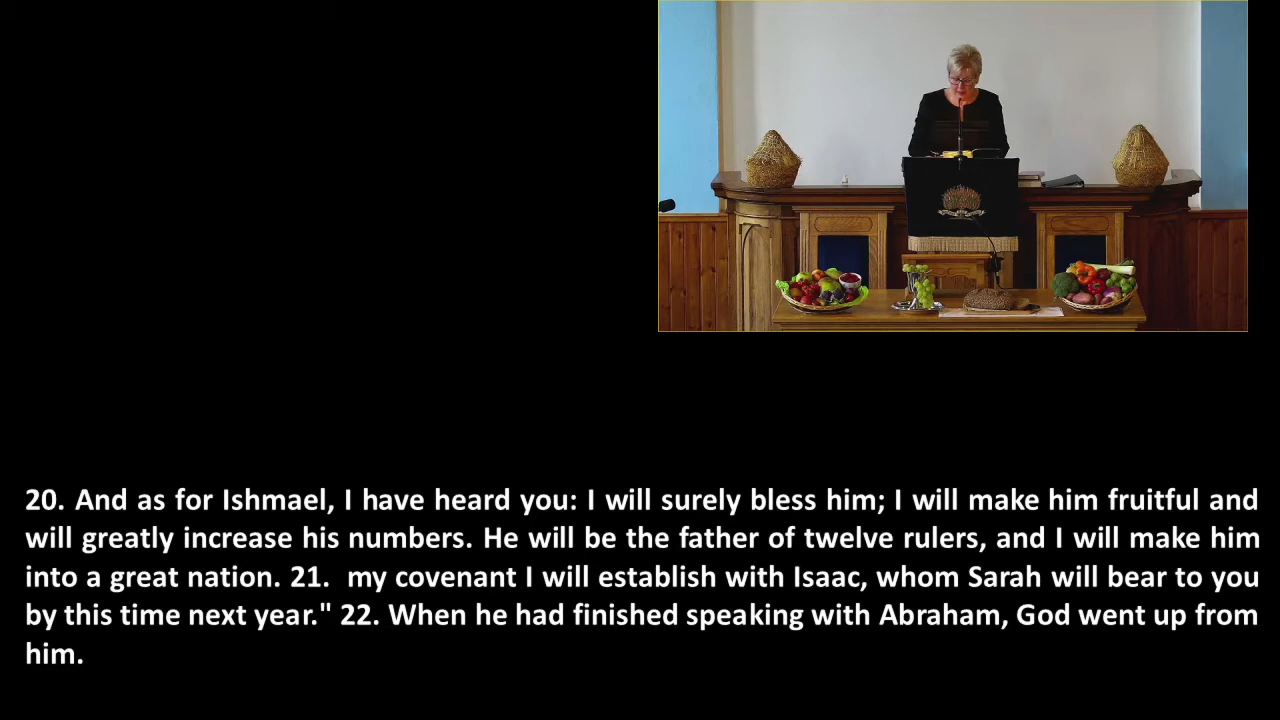 20. And as for Ishmael, I have heard you: I will surely bless him; I will make him fruitful and
will greatly increase his numbers. He will be the father of twelve rulers, and I will make him
into a great nation. 21.  my covenant I will establish with Isaac, whom Sarah will bear to you
by this time next year." 22. When he had finished speaking with Abraham, God went up from
him.